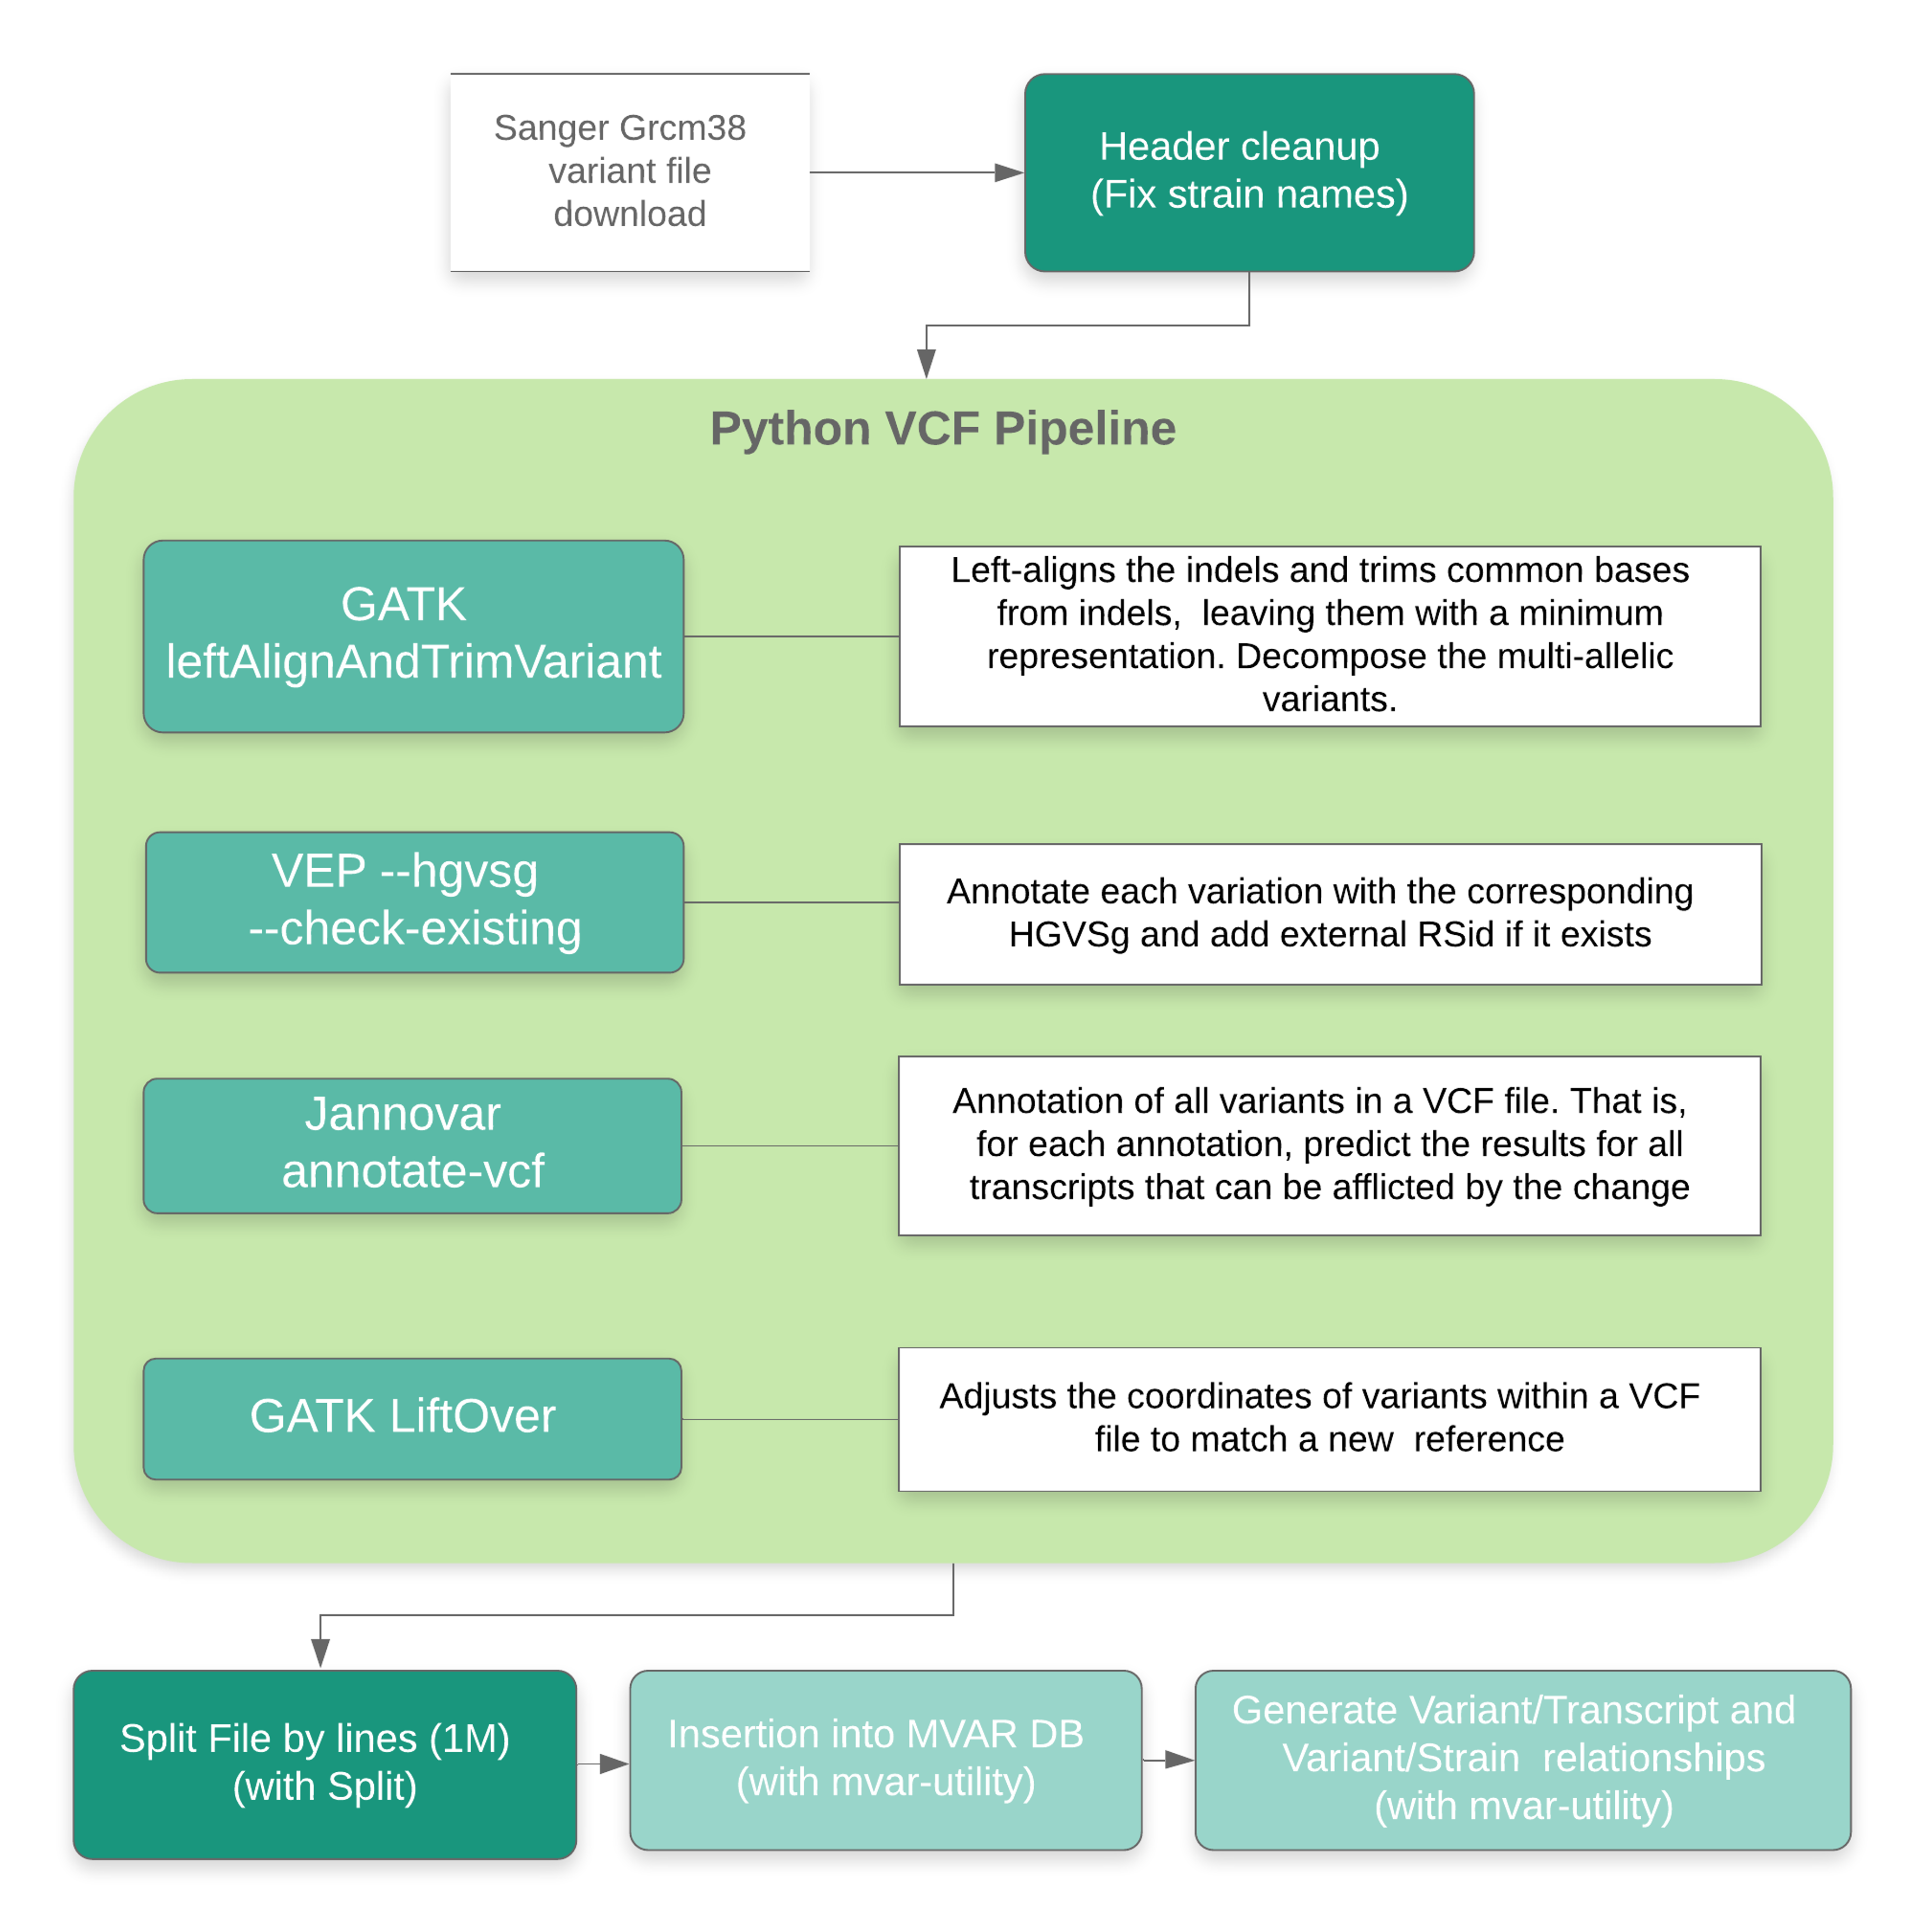 Sanger Grcm38
variant file
download
Header cleanup
(Fix strain names)
Python VCF Pipeline
GATK
leftAlignAndTrimVariant
Left-aligns the indels and trims common bases
from indels,  leaving them with a minimum
representation. Decompose the multi-allelic
variants.
VEP --hgvsg
--check-existing
Annotate each variation with the corresponding
HGVSg and add external RSid if it exists
Jannovar
annotate-vcf
Annotation of all variants in a VCF file. That is,
for each annotation, predict the results for all
transcripts that can be afflicted by the change
GATK LiftOver
Adjusts the coordinates of variants within a VCF
file to match a new  reference
Split File by lines (1M)
(with Split)
Insertion into MVAR DB
(with mvar-utility)
Generate Variant/Transcript and
Variant/Strain  relationships
(with mvar-utility)